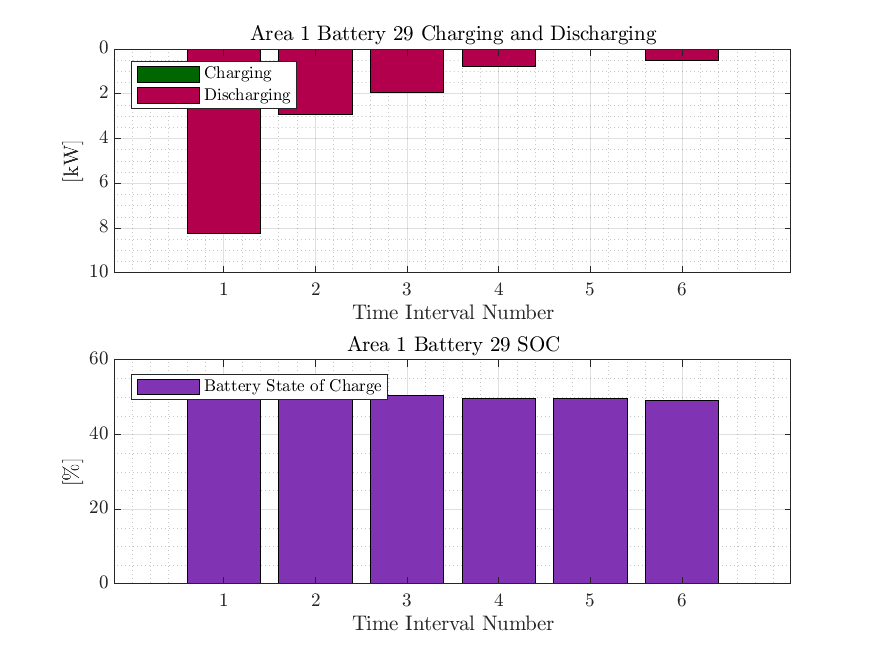 Area 1 Battery 29 Charging and Discharging
0
2
4
6
8
10
[kW]
Charging
Discharging
1 2 3 4 5 6
Time Interval Number
Area 1 Battery 29 SOC
60
40
20
0
[%]
Battery State of Charge
1 2 3 4 5 6
Time Interval Number